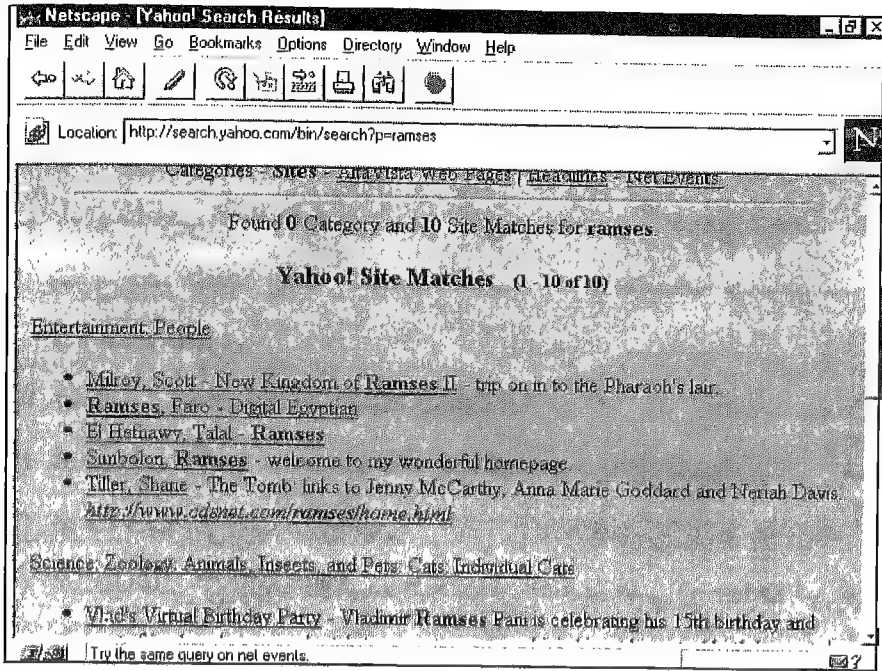 Netscape - [Yahoo! Search Results]
File Edit View Go Bookmarks Options Directory Window Help
Location: http://search.yahoo.com/bin/search?p=ramses
N
Categories - Sites - AltaVista Web Pages | Headlines - Net Events
Found 0 Category and 10 Site Matches for ramses.
Yahoo! Site Matches (1 - 10 of 10)
Entertainment: People
Milroy, Scott - New Kingdom of Ramses II - trip on in to the Pharaoh's lair.
Ramses, Faro - Digital Egyptian
El Hefnawy, Talal - Ramses
Simbolon, Ramses - welcome to my wonderful homepage
Tiller, Shane - The Tomb: links to Jenny McCarthy, Anna Marie Goddard and Neriah Davis.
http://www.cdsnet.com/ramses/home.html
Science: Zoology: Animals, Insects, and Pets: Cats: Individual Cats
Vlad's Virtual Birthday Party - Vladimir Ramses Pani is celebrating his 15th birthday and
Try the same query on net events.